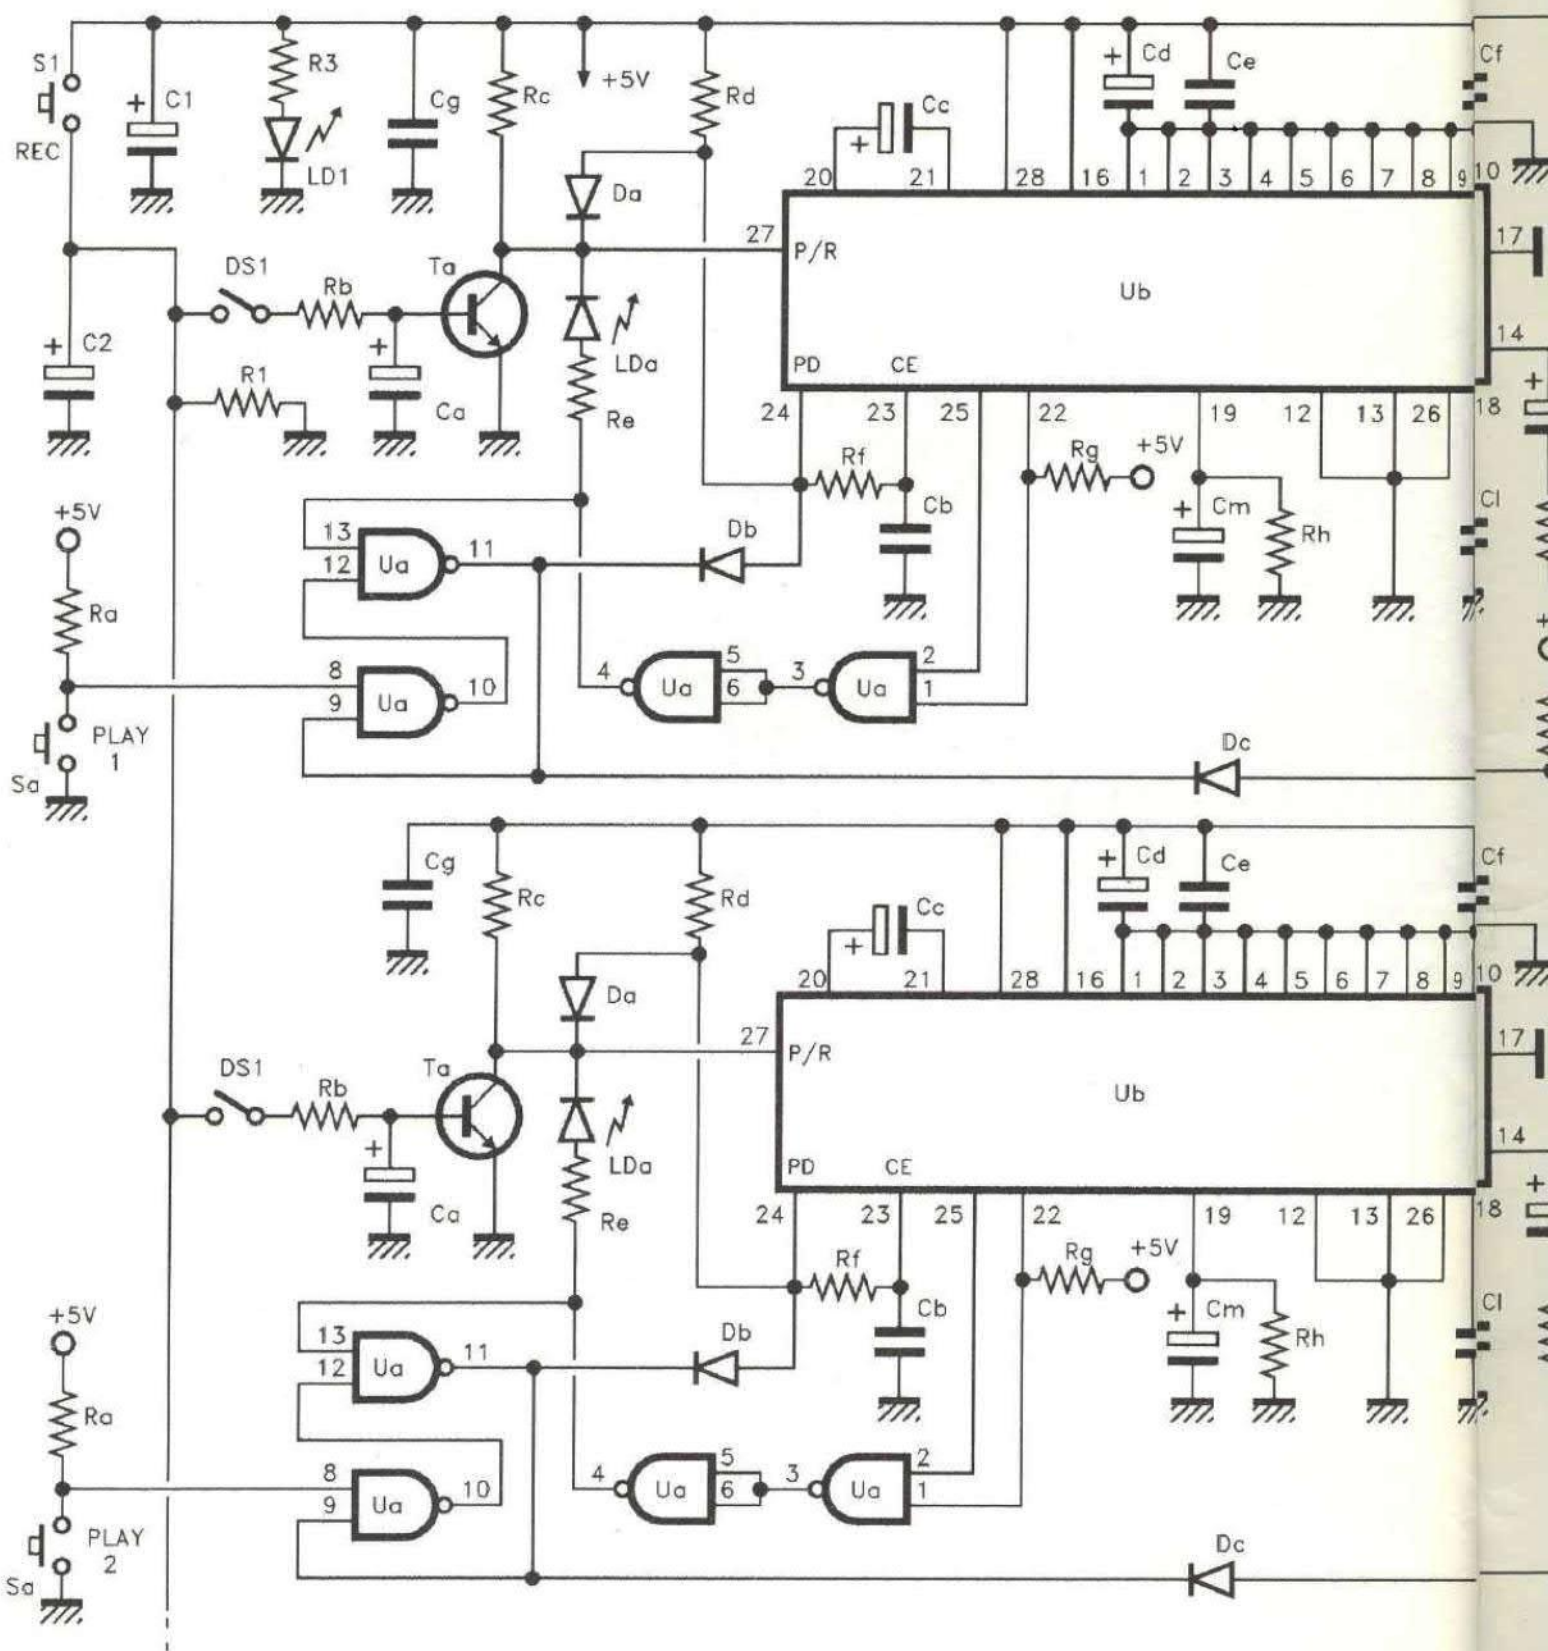 S1
REC
+ C1
R3
LD1
Cg
Rc
+5V
Rd
Cc
+
+ Cd
Ce
Cf
20 21 28 16 1 2 3 4 5 6 7 8 9 10
Da
27 P/R
Ub
17
14
DS1
Rb
Ta
+ C2
R1
+
Ca
LDa
Re
PD CE
24 23 25 22 19 12 13 26 18
+
Rf
Rg +5V
Cb
+ Cm
Rh
Cl
+5V
Ra
13
12
Ua
11
Db
+
8
9
Ua
10
4
Ua
5
6
3
Ua
2
1
PLAY
1
Sa
Dc
Cg
Rc
Rd
Cc
+
+ Cd
Ce
Cf
20 21 28 16 1 2 3 4 5 6 7 8 9 10
Da
27 P/R
Ub
17
14
DS1
Rb
Ta
+
Ca
LDa
Re
PD CE
24 23 25 22 19 12 13 26 18
+
Rf
Rg +5V
Cb
+ Cm
Rh
Cl
+5V
Ra
13
12
Ua
11
Db
8
9
Ua
10
4
Ua
5
6
3
Ua
2
1
PLAY
2
Sa
Dc